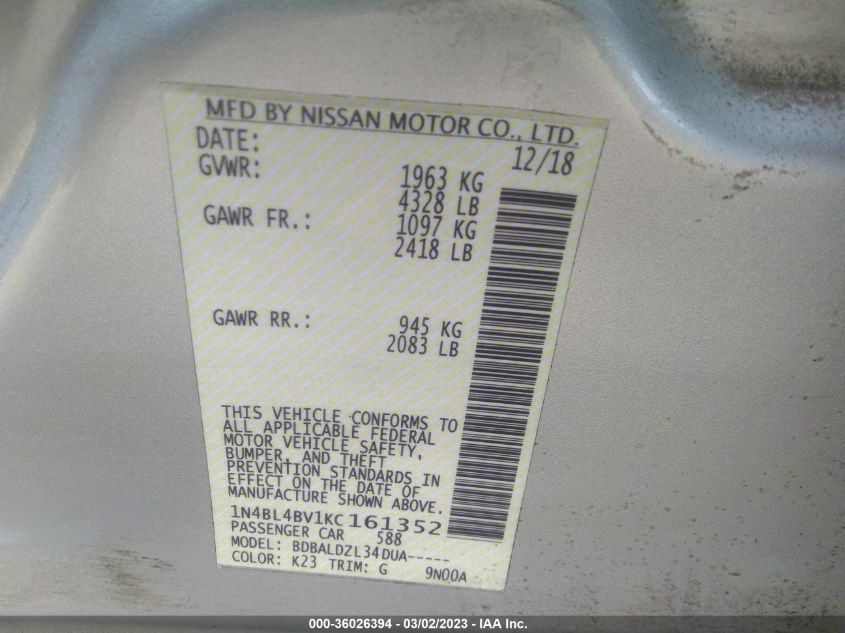 MFD BY NISSAN MOTOR CO., LTD.
DATE: 12/18
GVWR: 1963 KG
4328 LB
GAWR FR.: 1097 KG
2418 LB
GAWR RR.: 945 KG
2083 LB
THIS VEHICLE CONFORMS TO
ALL APPLICABLE FEDERAL
MOTOR VEHICLE SAFETY,
BUMPER, AND THEFT
PREVENTION STANDARDS IN
EFFECT ON THE DATE OF
MANUFACTURE SHOWN ABOVE.
1N4BL4BV1KC161352
PASSENGER CAR 588
MODEL: BDBALDZL34DUA-----
COLOR: K23 TRIM: G 9N00A
000-36026394 — 03/02/2023 — IAA Inc.